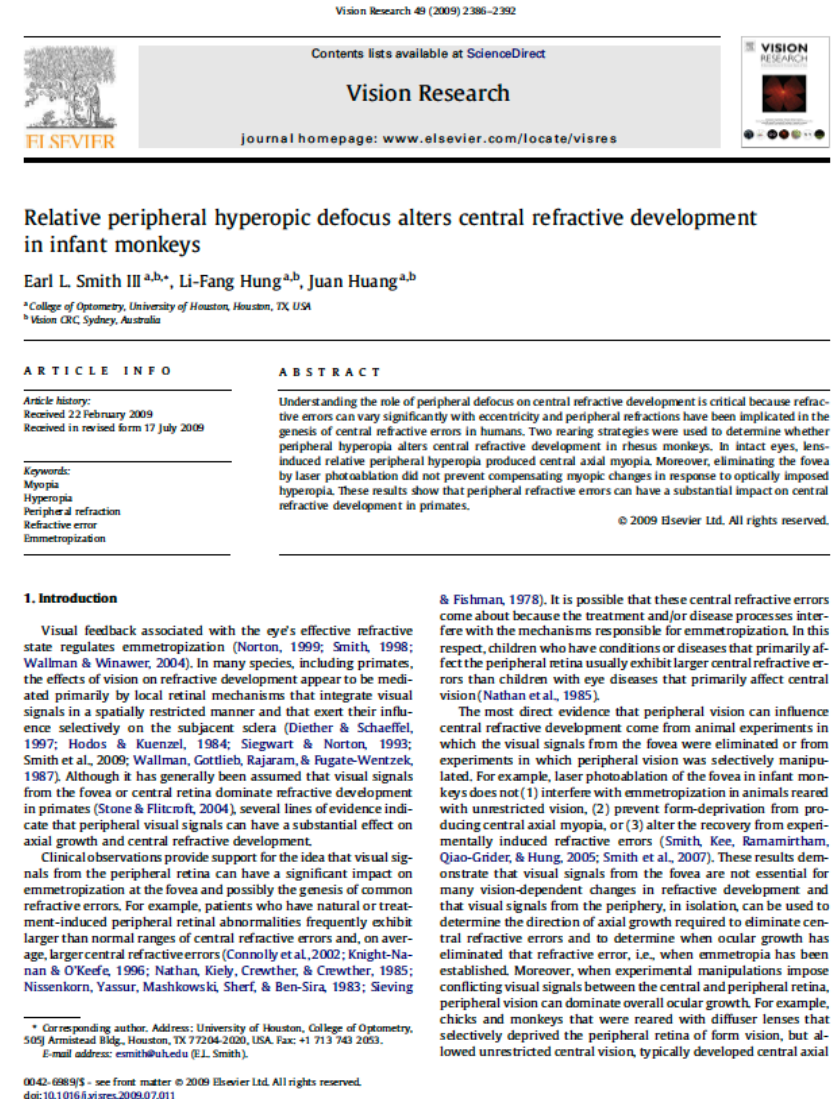 Vision Research 49 (2009) 2386–2392
Contents lists available at ScienceDirect
Vision Research
journal homepage: www.elsevier.com/locate/visres
ELSEVIER
VISION
RESEARCH
Relative peripheral hyperopic defocus alters central refractive development
in infant monkeys
Earl L. Smith III a,b,*, Li-Fang Hung a,b, Juan Huang a,b
a College of Optometry, University of Houston, Houston, TX, USA
b Vision CRC, Sydney, Australia
ARTICLE INFO
Article history:
Received 22 February 2009
Received in revised form 17 July 2009
Keywords:
Myopia
Hyperopia
Peripheral refraction
Refractive error
Emmetropization
ABSTRACT
Understanding the role of peripheral defocus on central refractive development is critical because refrac-
tive errors can vary significantly with eccentricity and peripheral refractions have been implicated in the
genesis of central refractive errors in humans. Two rearing strategies were used to determine whether
peripheral hyperopia alters central refractive development in rhesus monkeys. In intact eyes, lens-
induced relative peripheral hyperopia produced central axial myopia. Moreover, eliminating the fovea
by laser photoablation did not prevent compensating myopic changes in response to optically imposed
hyperopia. These results show that peripheral refractive errors can have a substantial impact on central
refractive development in primates.
© 2009 Elsevier Ltd. All rights reserved.
1. Introduction
Visual feedback associated with the eye's effective refractive
state regulates emmetropization (Norton, 1999; Smith, 1998;
Wallman & Winawer, 2004). In many species, including primates,
the effects of vision on refractive development appear to be medi-
ated primarily by local retinal mechanisms that integrate visual
signals in a spatially restricted manner and that exert their influ-
ence selectively on the subjacent sclera (Diether & Schaeffel,
1997; Hodos & Kuenzel, 1984; Siegwart & Norton, 1993;
Smith et al., 2009; Wallman, Gottlieb, Rajaram, & Fugate-Wentzek,
1987). Although it has generally been assumed that visual signals
from the fovea or central retina dominate refractive development
in primates (Stone & Flitcroft, 2004), several lines of evidence indi-
cate that peripheral visual signals can have a substantial effect on
axial growth and central refractive development.
Clinical observations provide support for the idea that visual sig-
nals from the peripheral retina can have a significant impact on
emmetropization at the fovea and possibly the genesis of common
refractive errors. For example, patients who have natural or treat-
ment-induced peripheral retinal abnormalities frequently exhibit
larger than normal ranges of central refractive errors and, on aver-
age, larger central refractive errors (Connolly et al., 2002; Knight-Na-
nan & O'Keefe, 1996; Nathan, Kiely, Crewther, & Crewther, 1985;
Nissenkorn, Yassur, Mashkowski, Sherf, & Ben-Sira, 1983; Sieving
& Fishman, 1978). It is possible that these central refractive errors
come about because the treatment and/or disease processes inter-
fere with the mechanisms responsible for emmetropization. In this
respect, children who have conditions or diseases that primarily af-
fect the peripheral retina usually exhibit larger central refractive er-
rors than children with eye diseases that primarily affect central
vision (Nathan et al., 1985).
The most direct evidence that peripheral vision can influence
central refractive development come from animal experiments in
which the visual signals from the fovea were eliminated or from
experiments in which peripheral vision was selectively manipu-
lated. For example, laser photoablation of the fovea in infant mon-
keys does not (1) interfere with emmetropization in animals reared
with unrestricted vision, (2) prevent form-deprivation from pro-
ducing central axial myopia, or (3) alter the recovery from experi-
mentally induced refractive errors (Smith, Kee, Ramamirtham,
Qiao-Grider, & Hung, 2005; Smith et al., 2007). These results dem-
onstrate that visual signals from the fovea are not essential for
many vision-dependent changes in refractive development and
that visual signals from the periphery, in isolation, can be used to
determine the direction of axial growth required to eliminate cen-
tral refractive errors and to determine when ocular growth has
eliminated that refractive error, i.e., when emmetropia has been
established. Moreover, when experimental manipulations impose
conflicting visual signals between the central and peripheral retina,
peripheral vision can dominate overall ocular growth. For example,
chicks and monkeys that were reared with diffuser lenses that
selectively deprived the peripheral retina of form vision, but al-
lowed unrestricted central vision, typically developed central axial
* Corresponding author. Address: University of Houston, College of Optometry,
505J Armistead Bldg., Houston, TX 77204-2020, USA. Fax: +1 713 743 2053.
E-mail address: esmith@uh.edu (E.L. Smith).
0042-6989/$ - see front matter © 2009 Elsevier Ltd. All rights reserved.
doi:10.1016/j.visres.2009.07.011